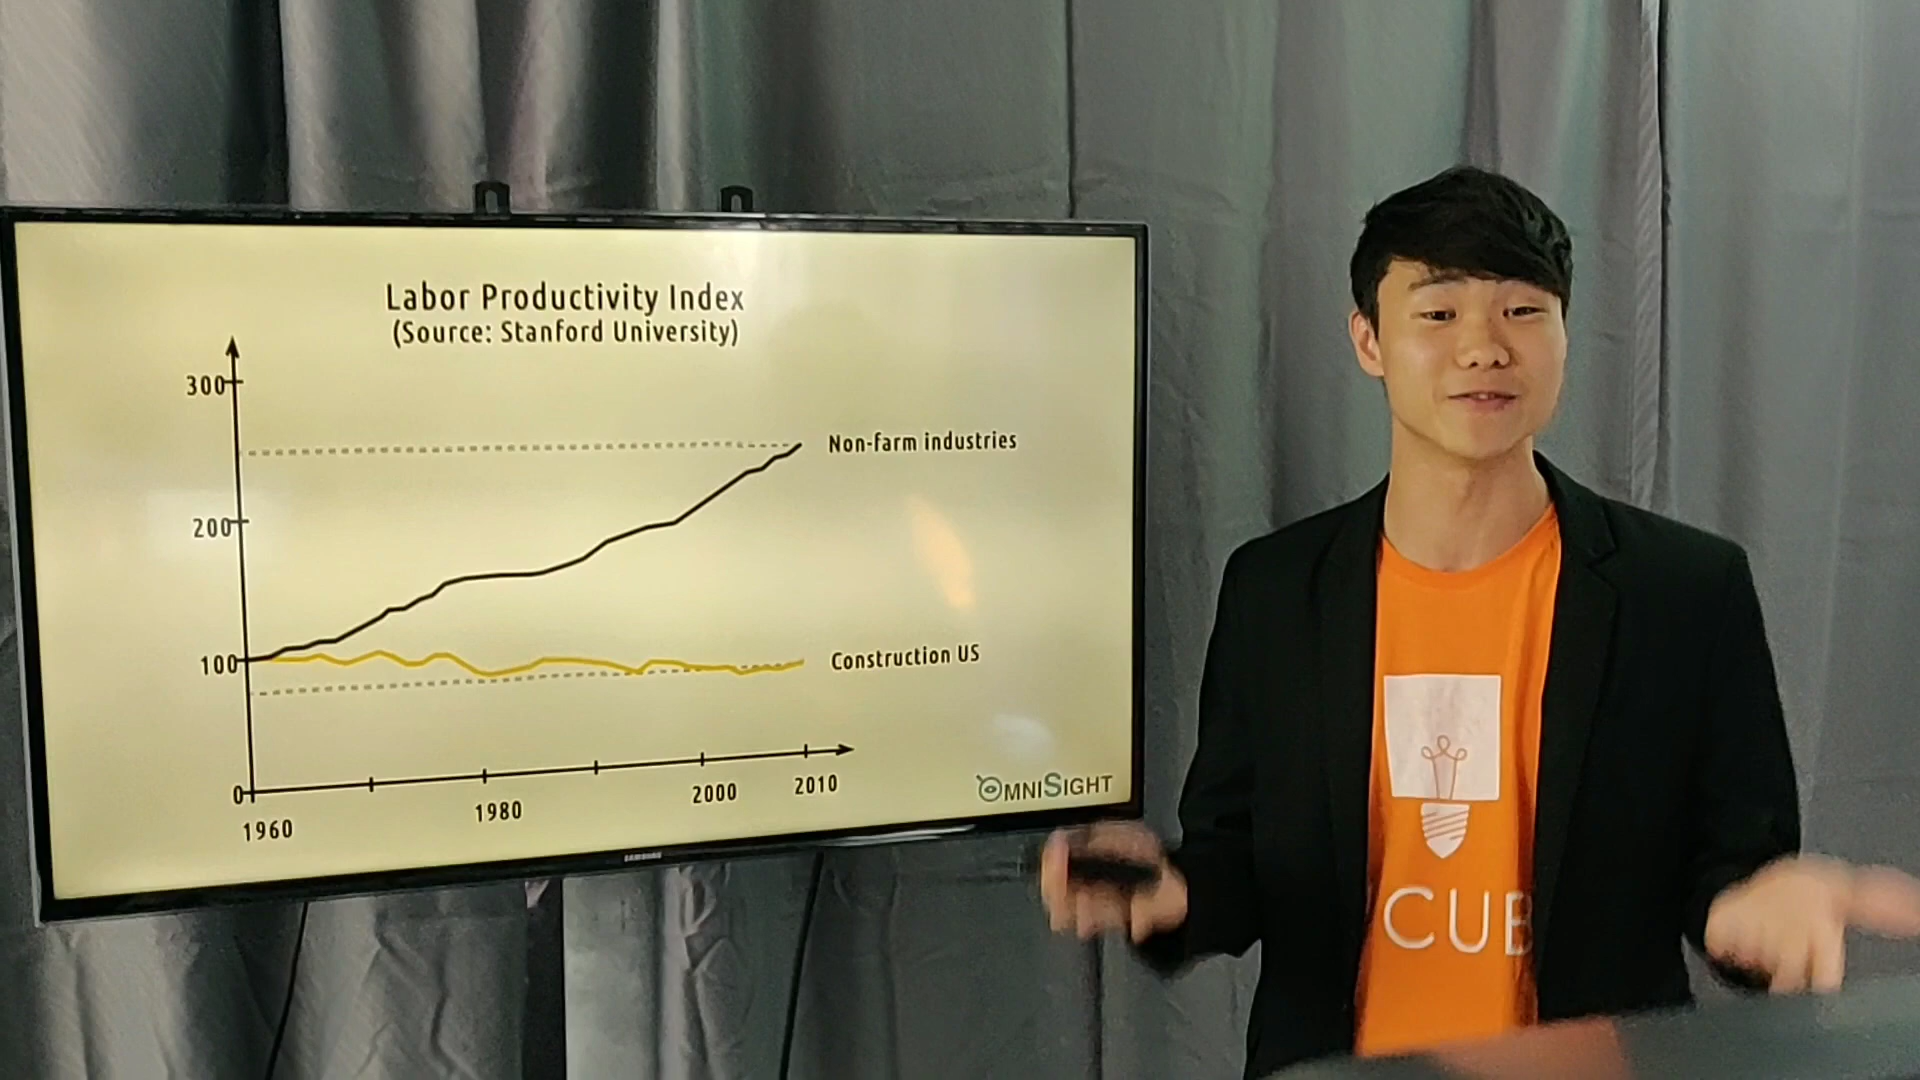 Labor Productivity Index
(Source: Stanford University)
300
Non-farm industries
200
100
Construction US
0
1960
1980
2000
2010
OMNISIGHT
SAMSUNG
CUB